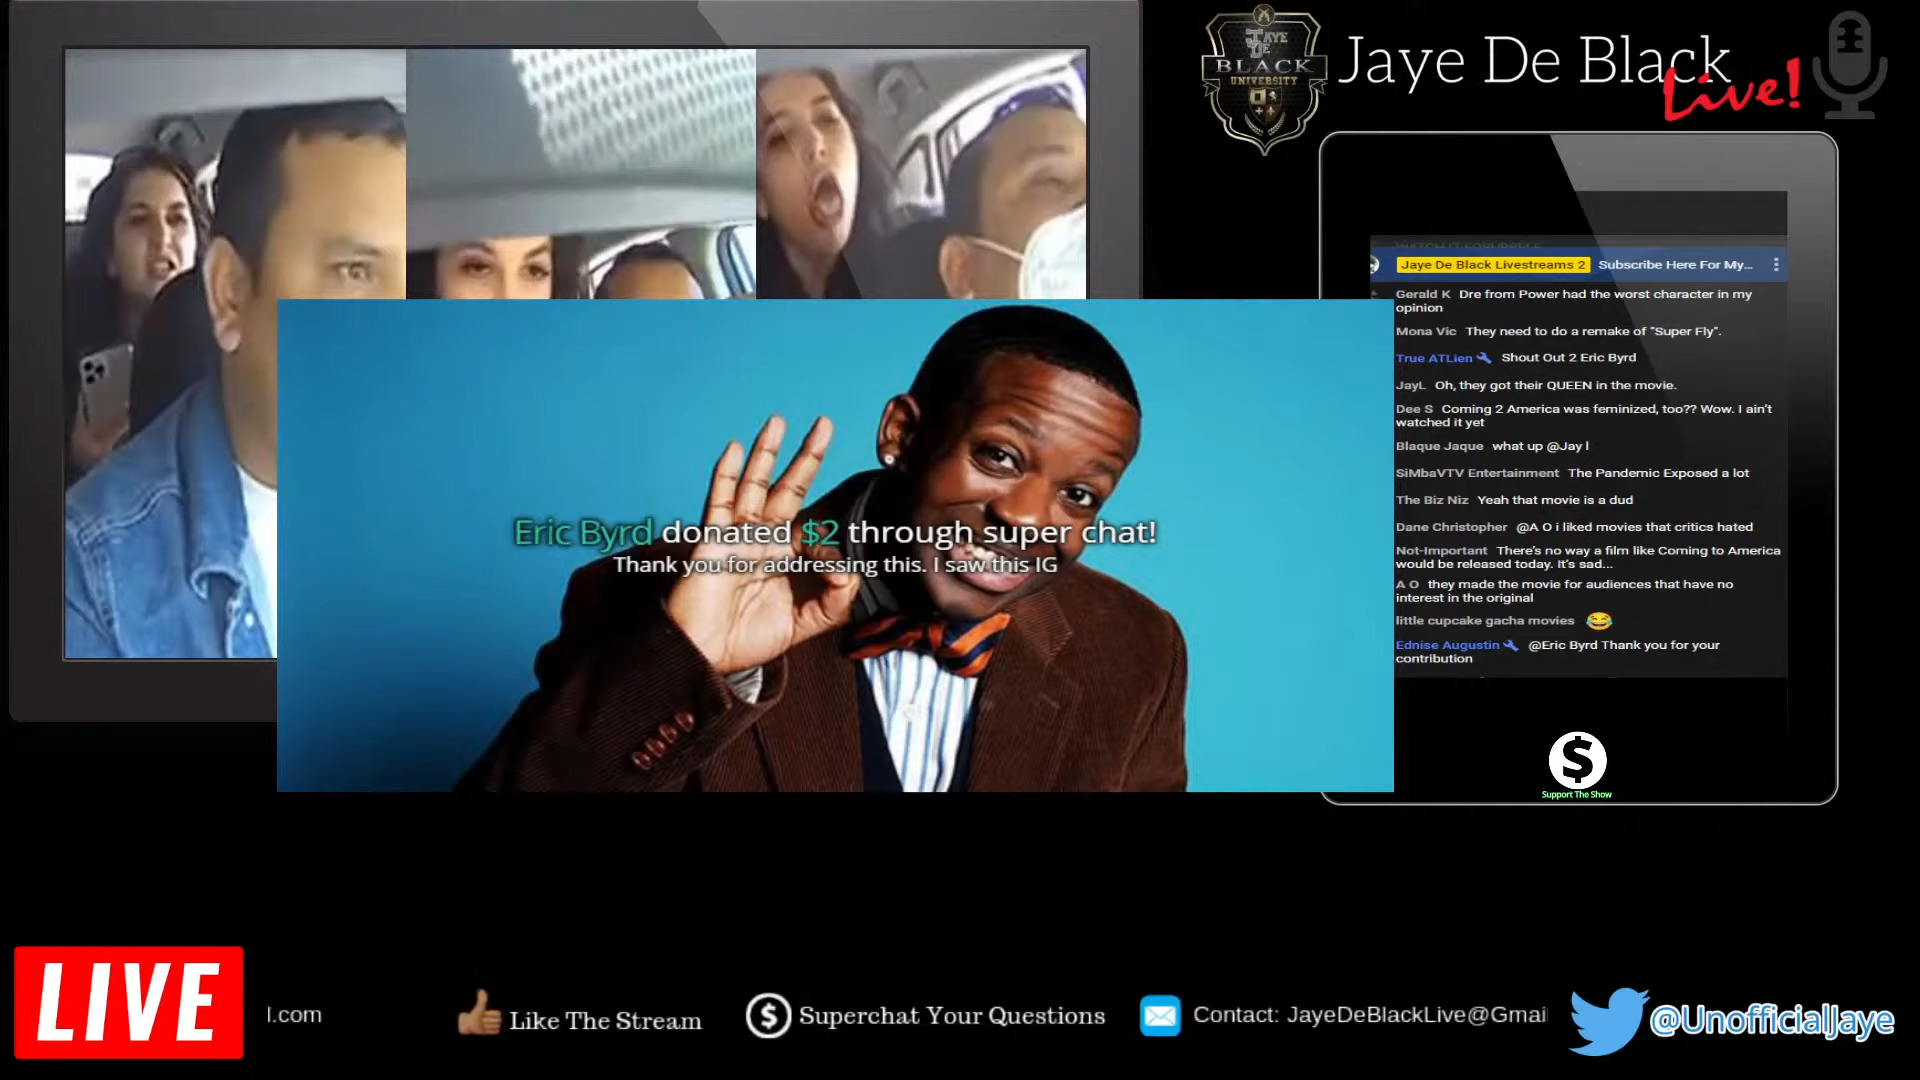 JAYE
DE
BLACK
UNIVERSITY
Jaye De Black
Live!
Jaye De Black Livestreams 2 Subscribe Here For My...
Gerald K Dre from Power had the worst character in my
opinion
Mona Vic They need to do a remake of "Super Fly".
True ATLien Shout Out 2 Eric Byrd
JayL Oh, they got their QUEEN in the movie.
Dee S Coming 2 America was feminized, too?? Wow. I ain't
watched it yet
Blaque Jaque what up @Jay l
SiMbaVTV Entertainment The Pandemic Exposed a lot
The Biz Niz Yeah that movie is a dud
Dane Christopher @A O i liked movies that critics hated
Not-Important There's no way a film like Coming to America
would be released today. It's sad...
A O they made the movie for audiences that have no
interest in the original
little cupcake gacha movies 😂
Ednise Augustin @Eric Byrd Thank you for your
contribution
Eric Byrd donated $2 through super chat!
Thank you for addressing this. I saw this IG
$
Support The Show
LIVE
l.com
Like The Stream
$ Superchat Your Questions
Contact: JayeDeBlackLive@Gmai
@UnofficialJaye